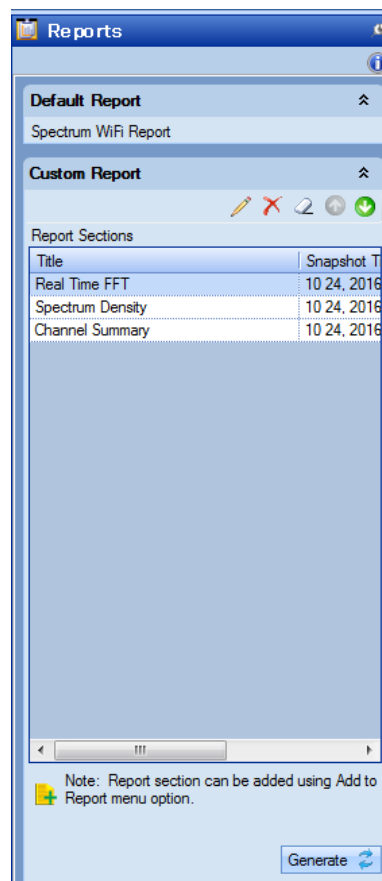 Reports
Default Report
Spectrum WiFi Report
Custom Report
Report Sections
Title Snapshot T
Real Time FFT 10 24, 2016
Spectrum Density 10 24, 2016
Channel Summary 10 24, 2016
Note: Report section can be added using Add to
Report menu option.
Generate